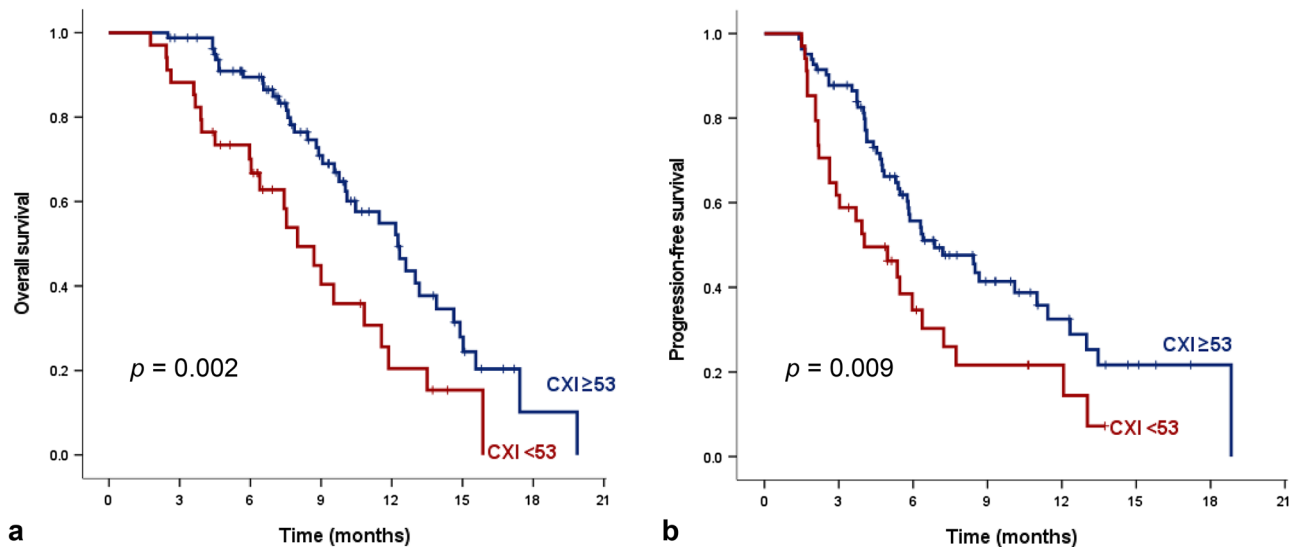 1.0
0.8
0.6
0.4
0.2
0.0
Overall survival
p = 0.002
CXI ≥53
CXI <53
0 3 6 9 12 15 18 21
Time (months)
a
1.0
0.8
0.6
0.4
0.2
0.0
Progression-free survival
p = 0.009
CXI ≥53
CXI <53
0 3 6 9 12 15 18 21
Time (months)
b